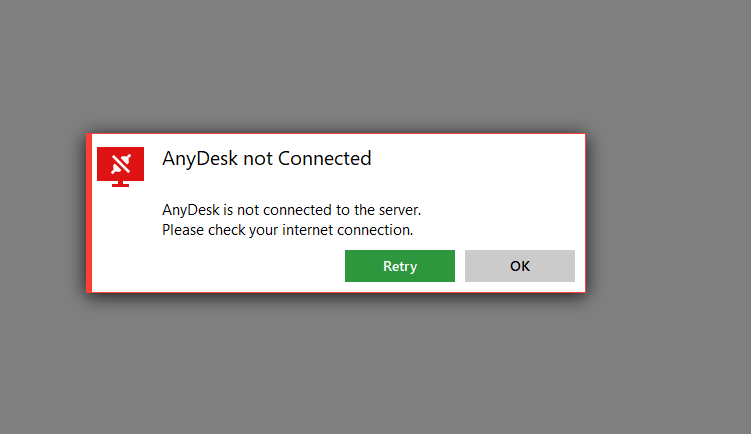 AnyDesk not Connected
AnyDesk is not connected to the server.
Please check your internet connection.
Retry
OK